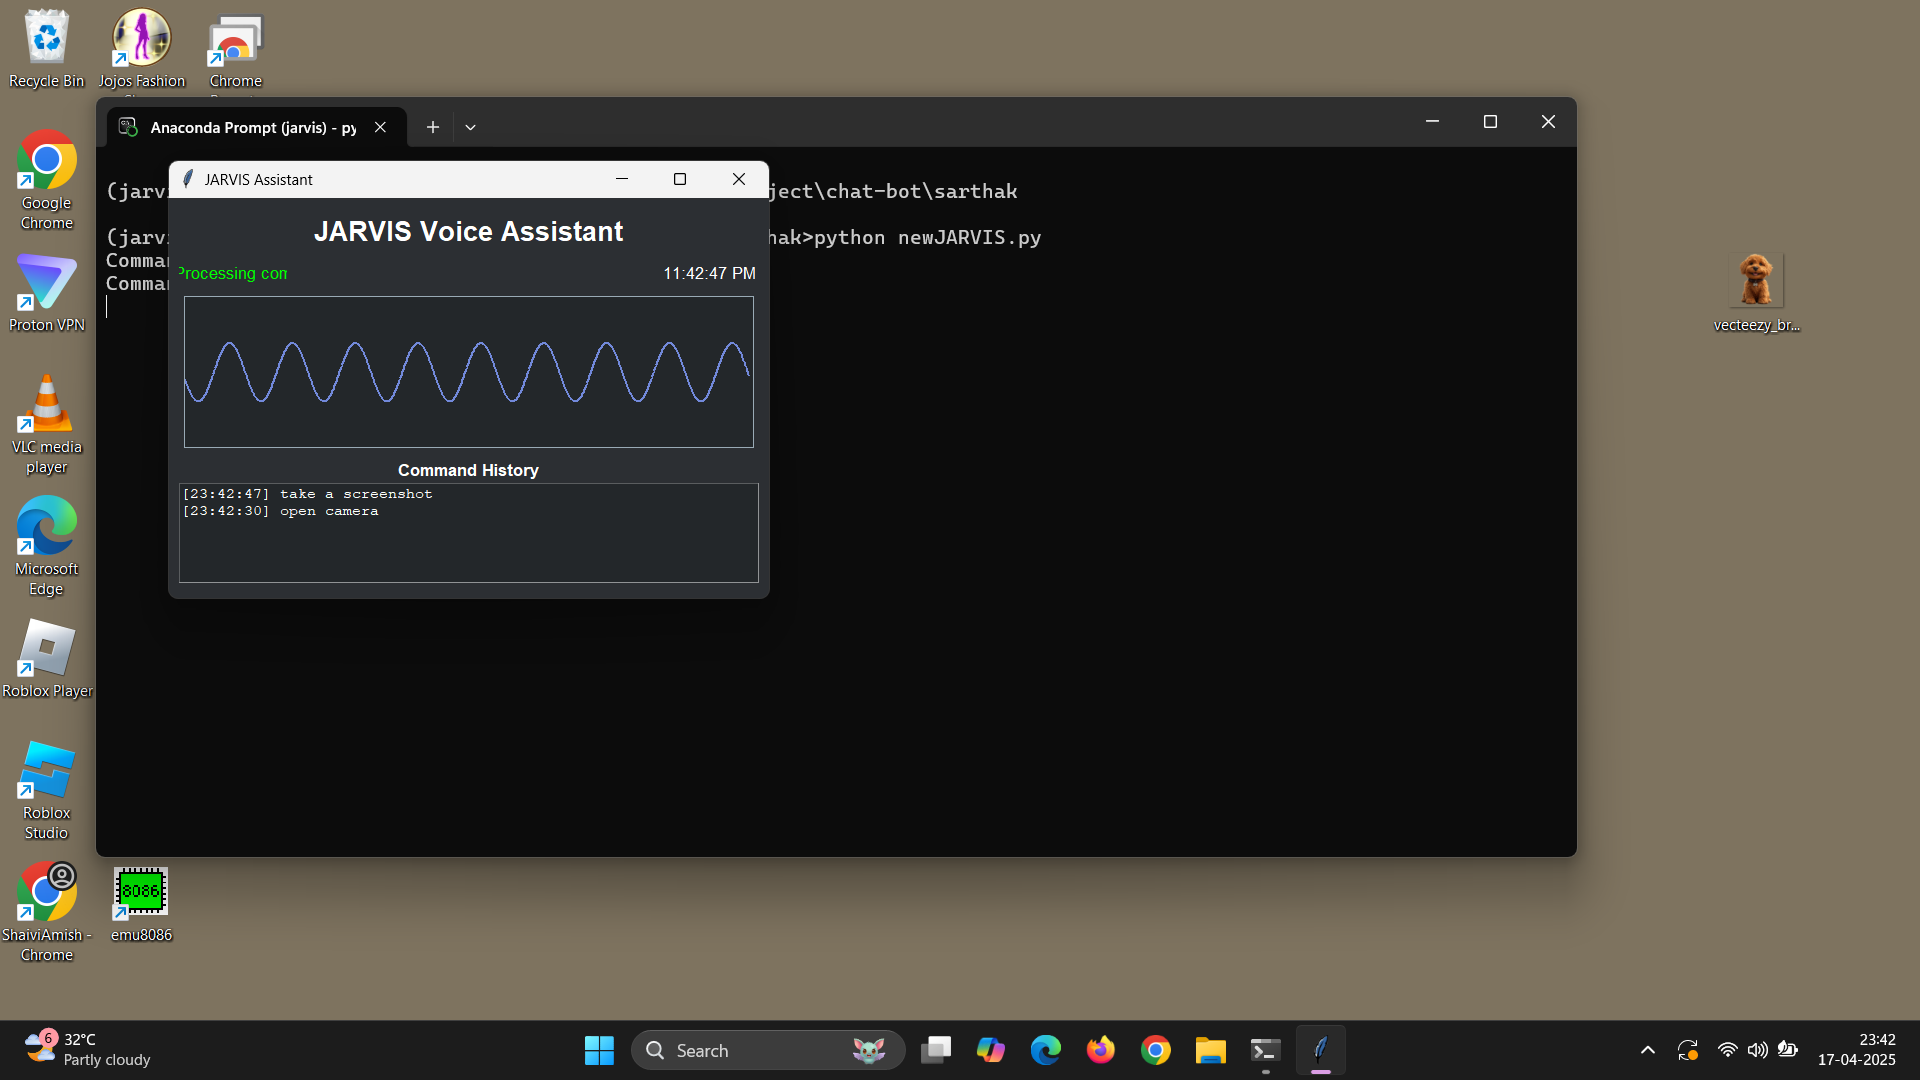 Recycle Bin
Jojos Fashion
Chrome
Google
Chrome
Proton VPN
VLC media
player
Microsoft
Edge
Roblox Player
Roblox
Studio
ShaiviAmish -
Chrome
8086
emu8086
vecteezy_br...
Anaconda Prompt (jarvis) - py
(jarv
ject\chat-bot\sarthak
(jarv
hak>python newJARVIS.py
Comma
Comma
JARVIS Assistant
JARVIS Voice Assistant
Processing com
11:42:47 PM
Command History
[23:42:47] take a screenshot
[23:42:30] open camera
6
32°C
Partly cloudy
Search
23:42
17-04-2025